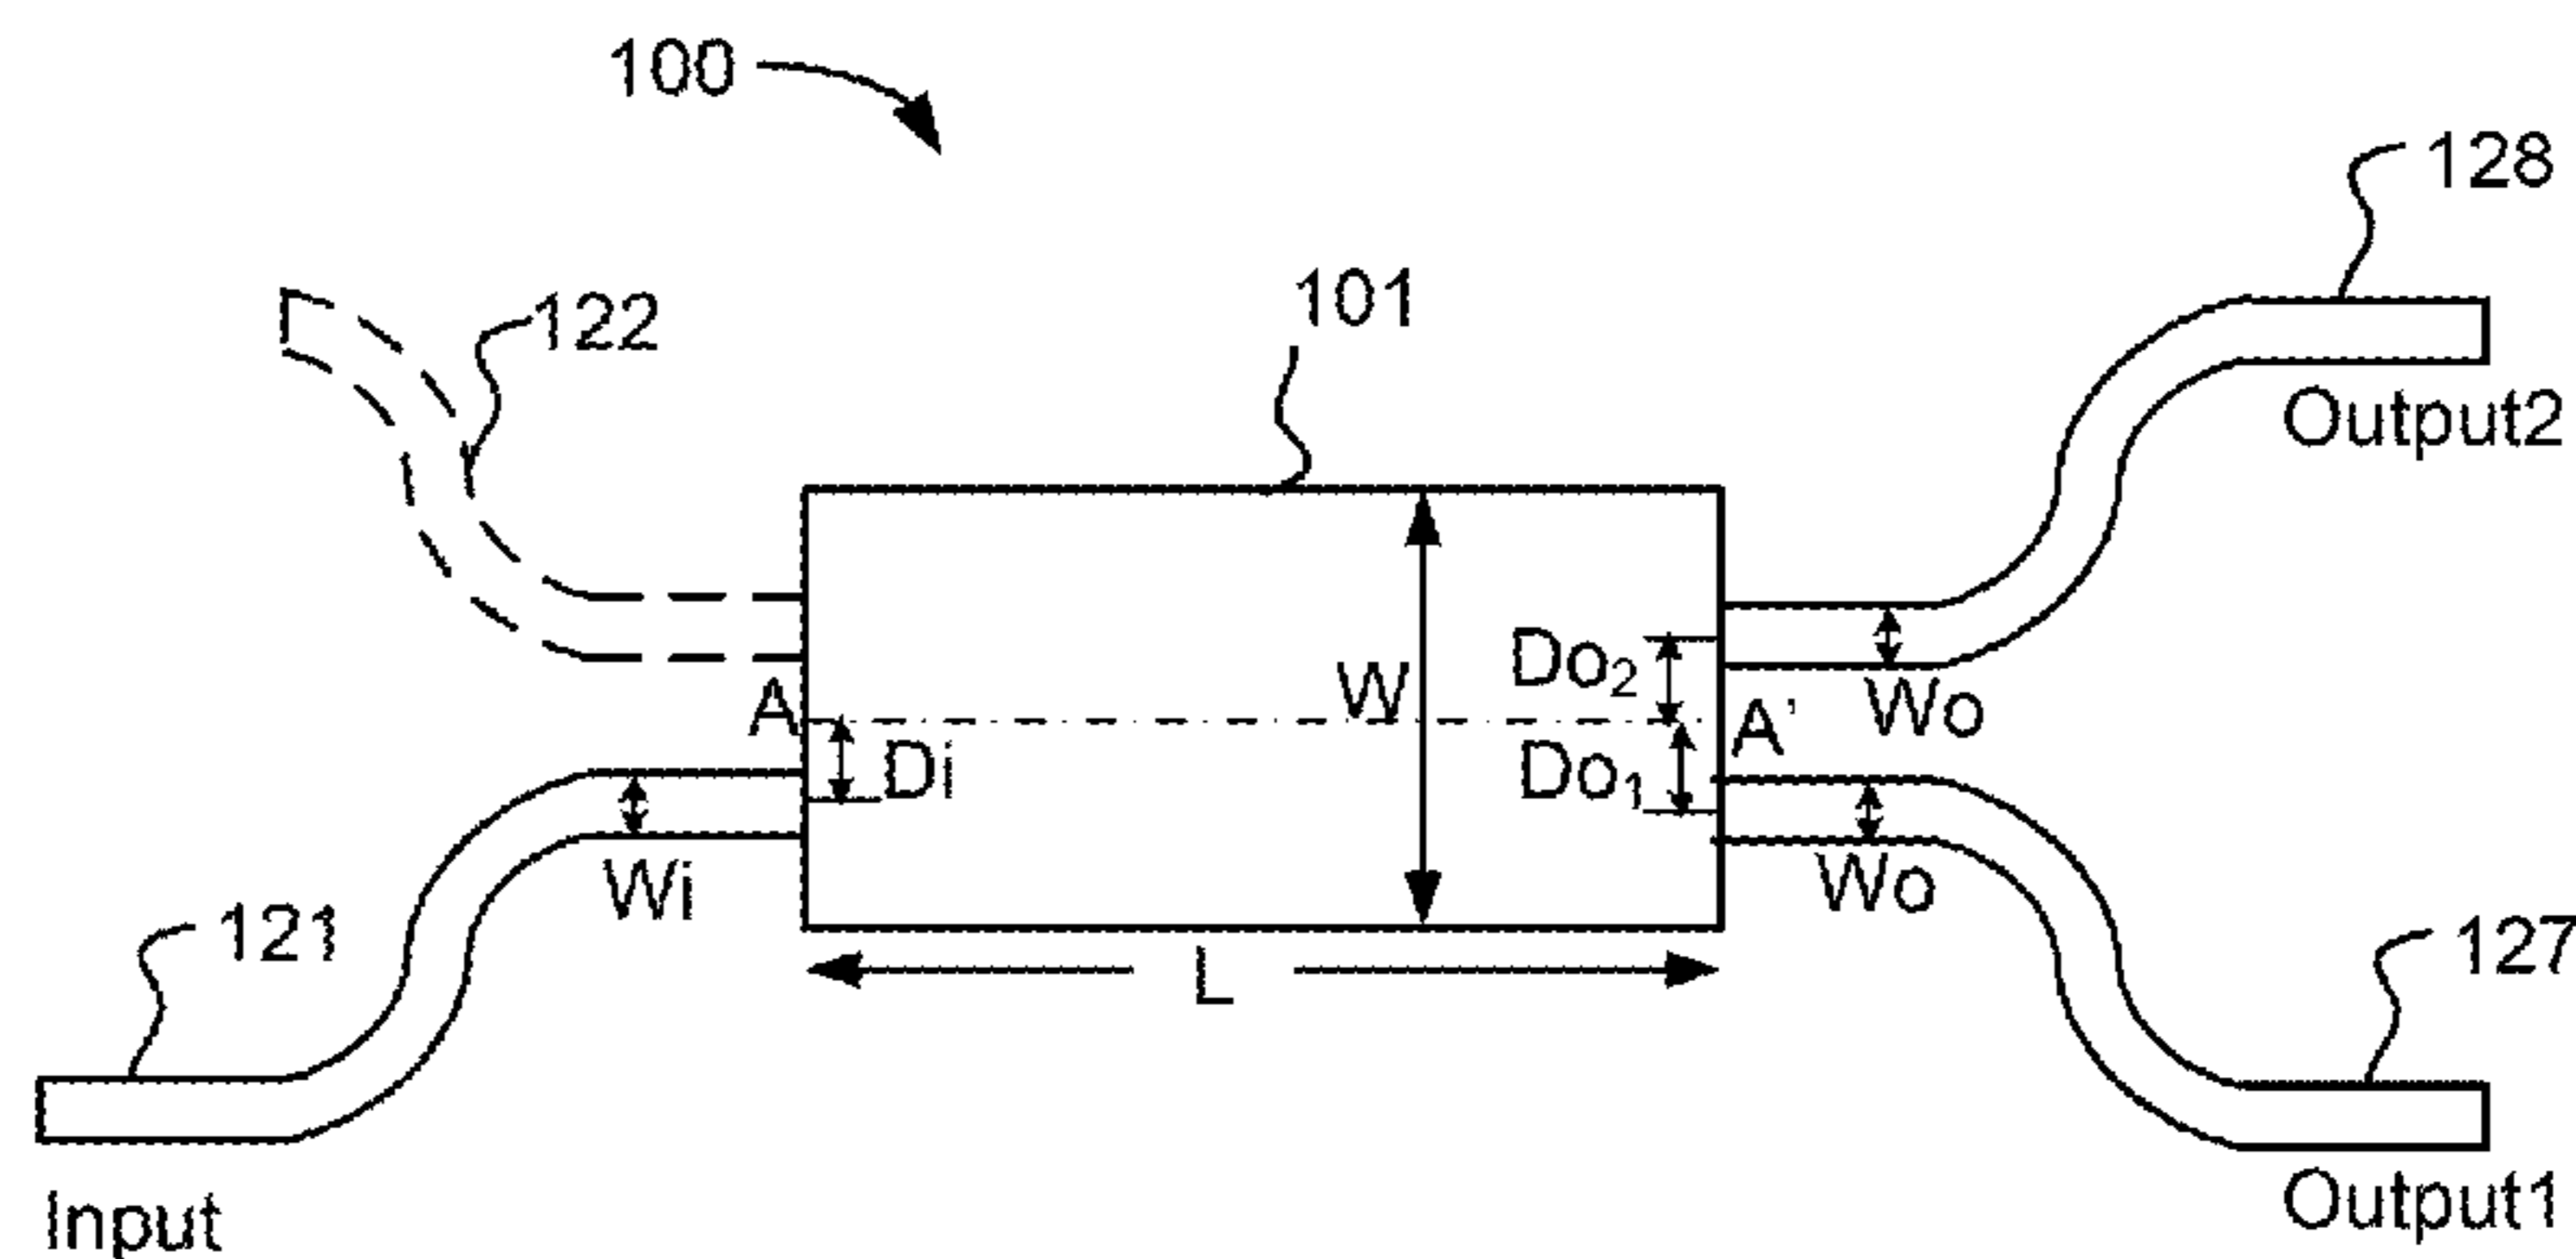 100
128
101
122
Output2
Do₂
W
Wo
A
A'
Di
Do₁
Wi
Wo
121
L
127
Input
Output1